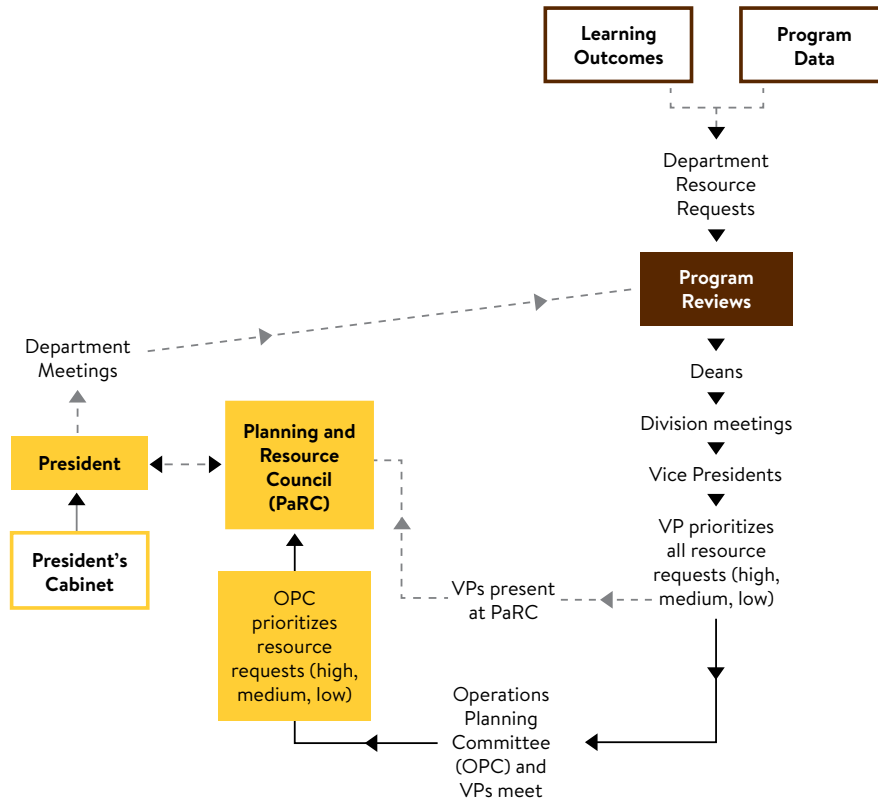 Learning
Outcomes
Program
Data
Department
Resource
Requests
Program
Reviews
Deans
Division meetings
Vice Presidents
VP prioritizes
all resource
requests (high,
medium, low)
VPs present
at PaRC
Operations
Planning
Committee
(OPC) and
VPs meet
OPC
prioritizes
resource
requests (high,
medium, low)
Planning and
Resource
Council
(PaRC)
President
President’s
Cabinet
Department
Meetings